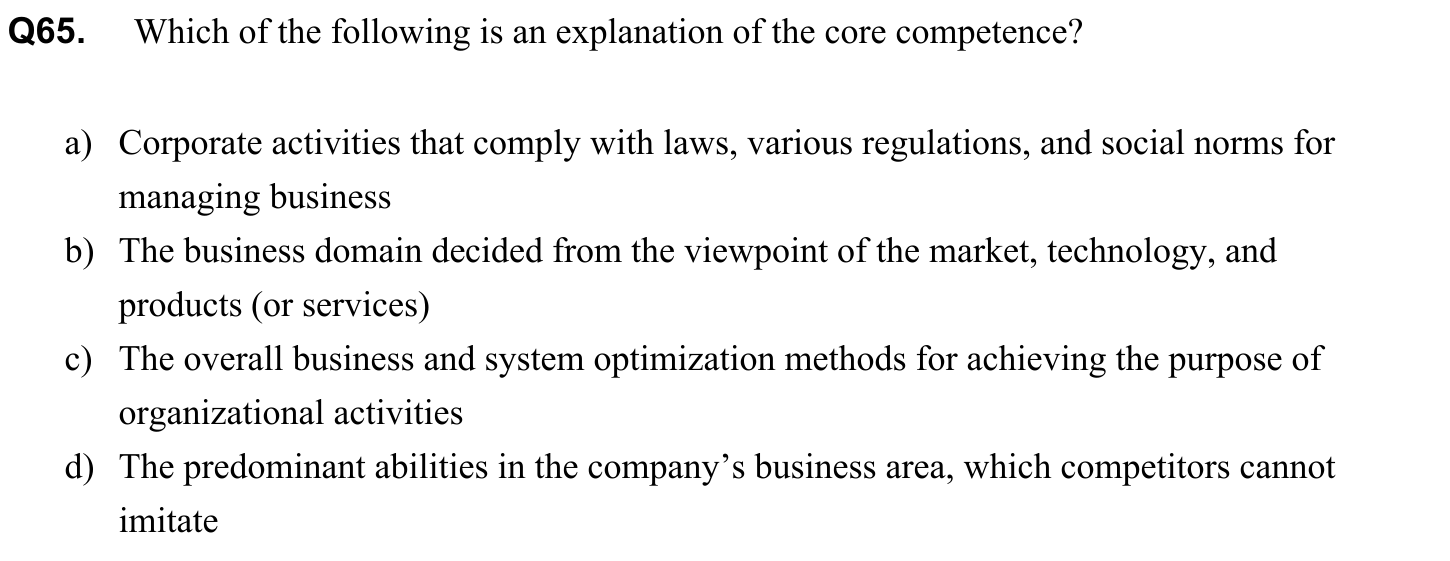 Q65. Which of the following is an explanation of the core competence?
a) Corporate activities that comply with laws, various regulations, and social norms for
managing business
b) The business domain decided from the viewpoint of the market, technology, and
products (or services)
c) The overall business and system optimization methods for achieving the purpose of
organizational activities
d) The predominant abilities in the company’s business area, which competitors cannot
imitate